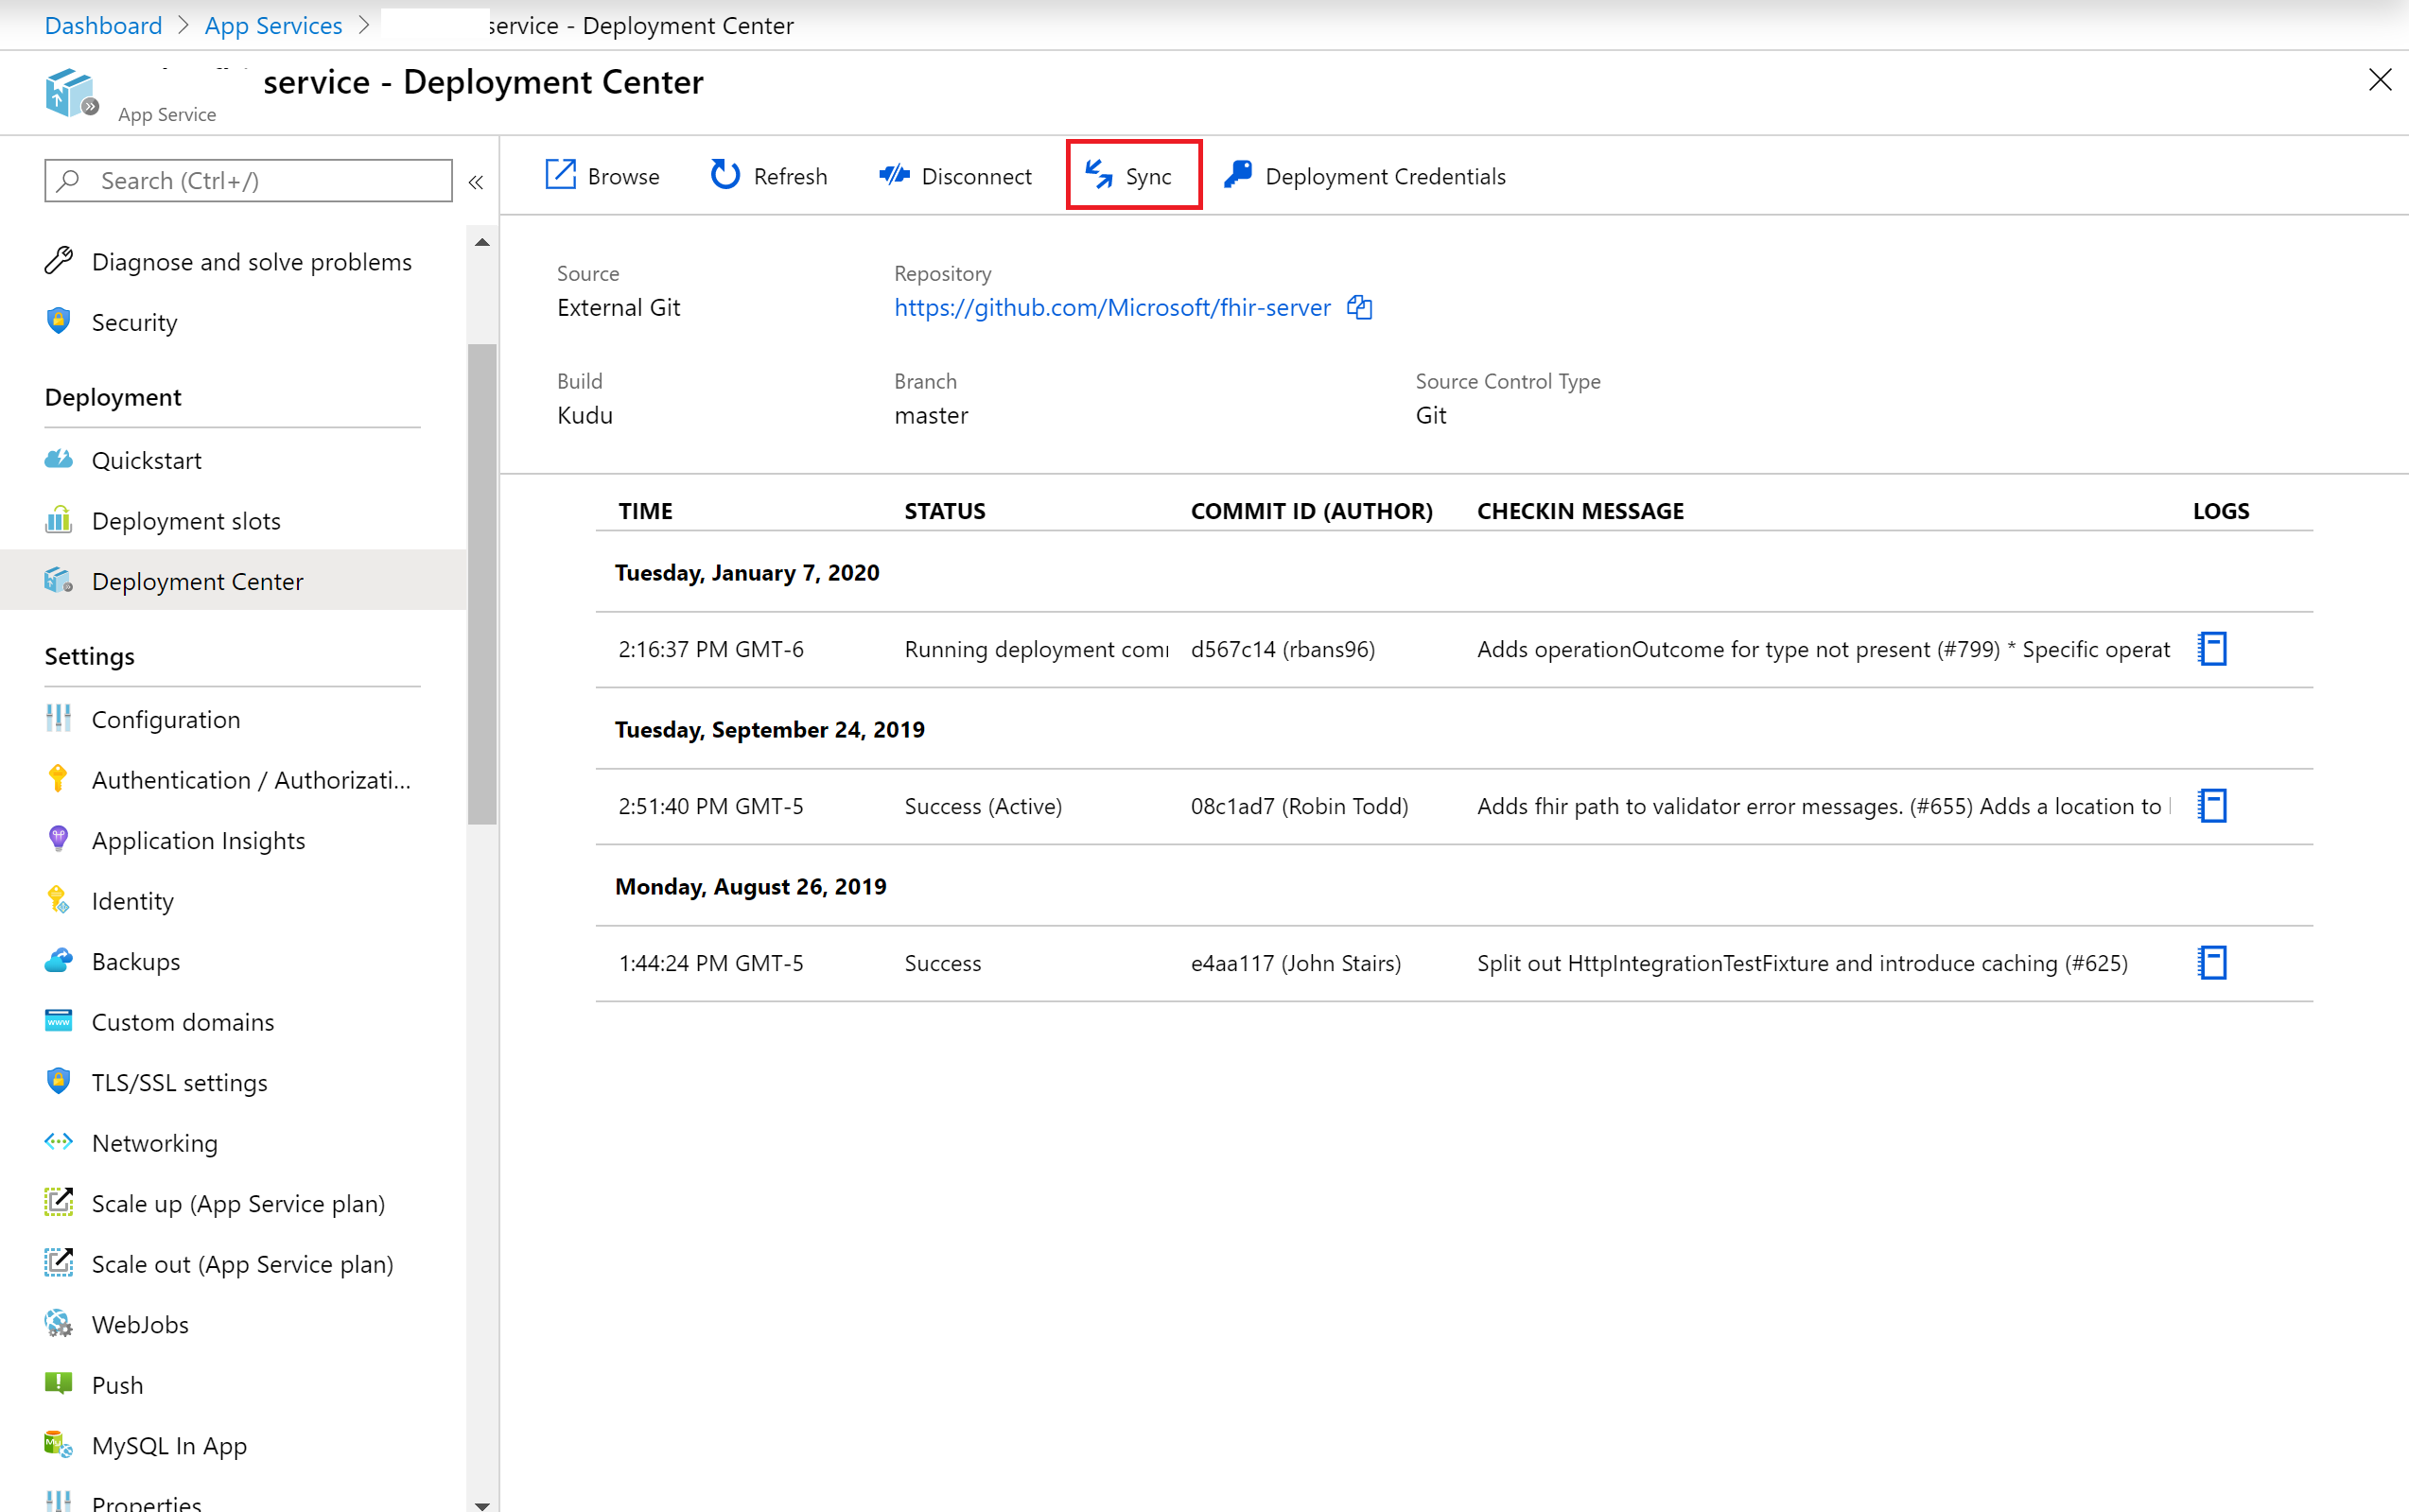 Dashboard > App Services > service - Deployment Center
service - Deployment Center
App Service
Search (Ctrl+/)
«
Browse Refresh Disconnect Sync Deployment Credentials
Diagnose and solve problems
Security
Deployment
Quickstart
Deployment slots
Deployment Center
Settings
Configuration
Authentication / Authorizati...
Application Insights
Identity
Backups
Custom domains
TLS/SSL settings
Networking
Scale up (App Service plan)
Scale out (App Service plan)
WebJobs
Push
MySQL In App
Properties
Source Repository
External Git https://github.com/Microsoft/fhir-server
Build Branch Source Control Type
Kudu master Git
TIME STATUS COMMIT ID (AUTHOR) CHECKIN MESSAGE LOGS
Tuesday, January 7, 2020
2:16:37 PM GMT-6 Running deployment com d567c14 (rbans96) Adds operationOutcome for type not present (#799) * Specific operat
Tuesday, September 24, 2019
2:51:40 PM GMT-5 Success (Active) 08c1ad7 (Robin Todd) Adds fhir path to validator error messages. (#655) Adds a location to
Monday, August 26, 2019
1:44:24 PM GMT-5 Success e4aa117 (John Stairs) Split out HttpIntegrationTestFixture and introduce caching (#625)